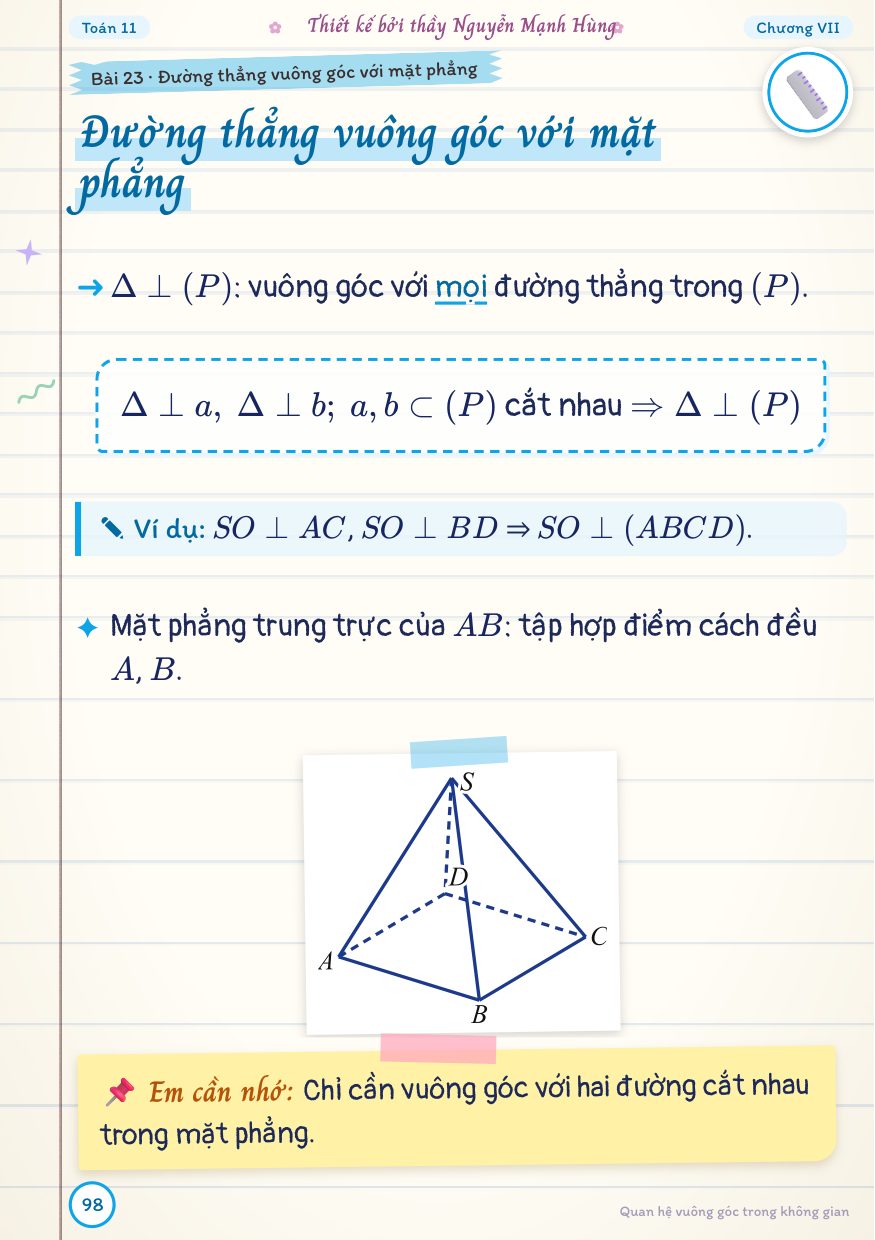 Toán 11
Thiết kế bởi thầy Nguyễn Mạnh Hùng
Chương VII
Bài 23 · Đường thẳng vuông góc với mặt phẳng
Đường thẳng vuông góc với mặt
phẳng
→ Δ ⊥ (P): vuông góc với mọi đường thẳng trong (P).
Δ ⊥ a, Δ ⊥ b; a, b ⊂ (P) cắt nhau ⇒ Δ ⊥ (P)
Ví dụ: SO ⊥ AC, SO ⊥ BD ⇒ SO ⊥ (ABCD).
Mặt phẳng trung trực của AB: tập hợp điểm cách đều
A, B.
S
D
C
A
B
Em cần nhớ: Chỉ cần vuông góc với hai đường cắt nhau
trong mặt phẳng.
98
Quan hệ vuông góc trong không gian